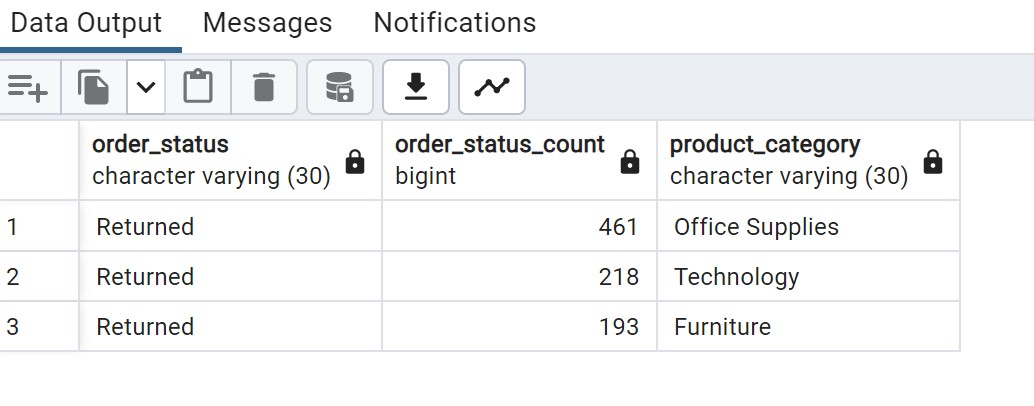 Data Output Messages Notifications
order_status order_status_count product_category
character varying (30) bigint character varying (30)
1 Returned 461 Office Supplies
2 Returned 218 Technology
3 Returned 193 Furniture